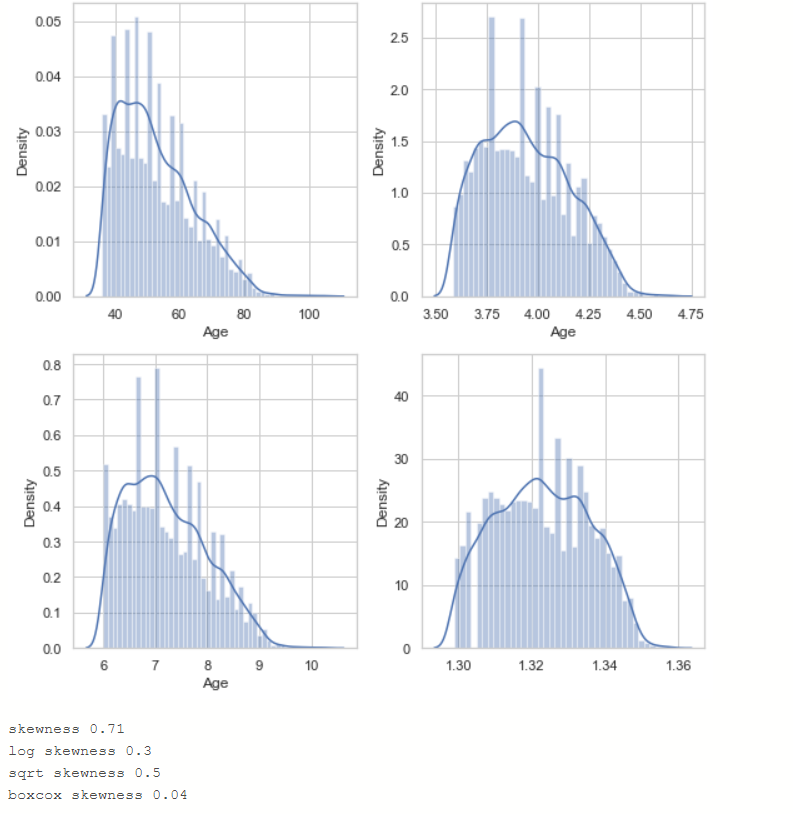 0.05
0.04
0.03
0.02
0.01
0.00
Density
40 60 80 100
Age
2.5
2.0
1.5
1.0
0.5
0.0
Density
3.50 3.75 4.00 4.25 4.50 4.75
Age
0.8
0.7
0.6
0.5
0.4
0.3
0.2
0.1
0.0
Density
6 7 8 9 10
Age
40
30
20
10
0
Density
1.30 1.32 1.34 1.36
skewness 0.71
log skewness 0.3
sqrt skewness 0.5
boxcox skewness 0.04